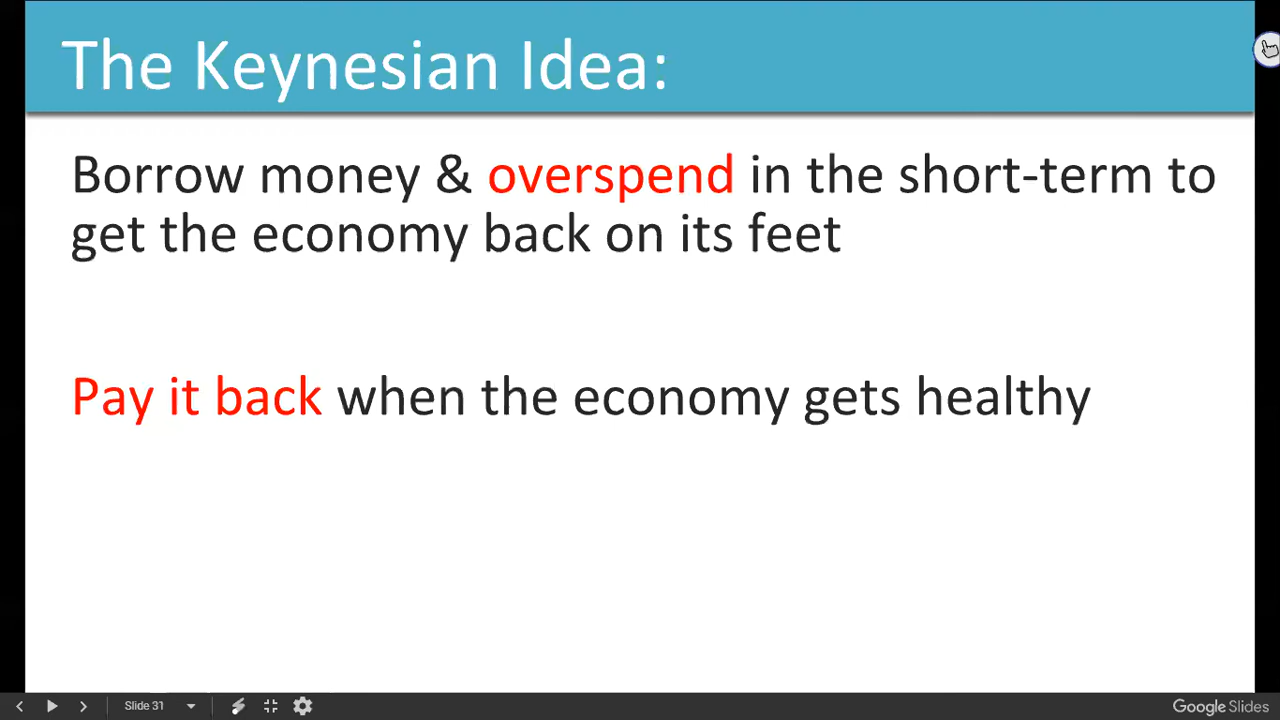 The Keynesian Idea:
Borrow money & overspend in the short-term to
get the economy back on its feet
Pay it back when the economy gets healthy
Slide 31
Google Slides